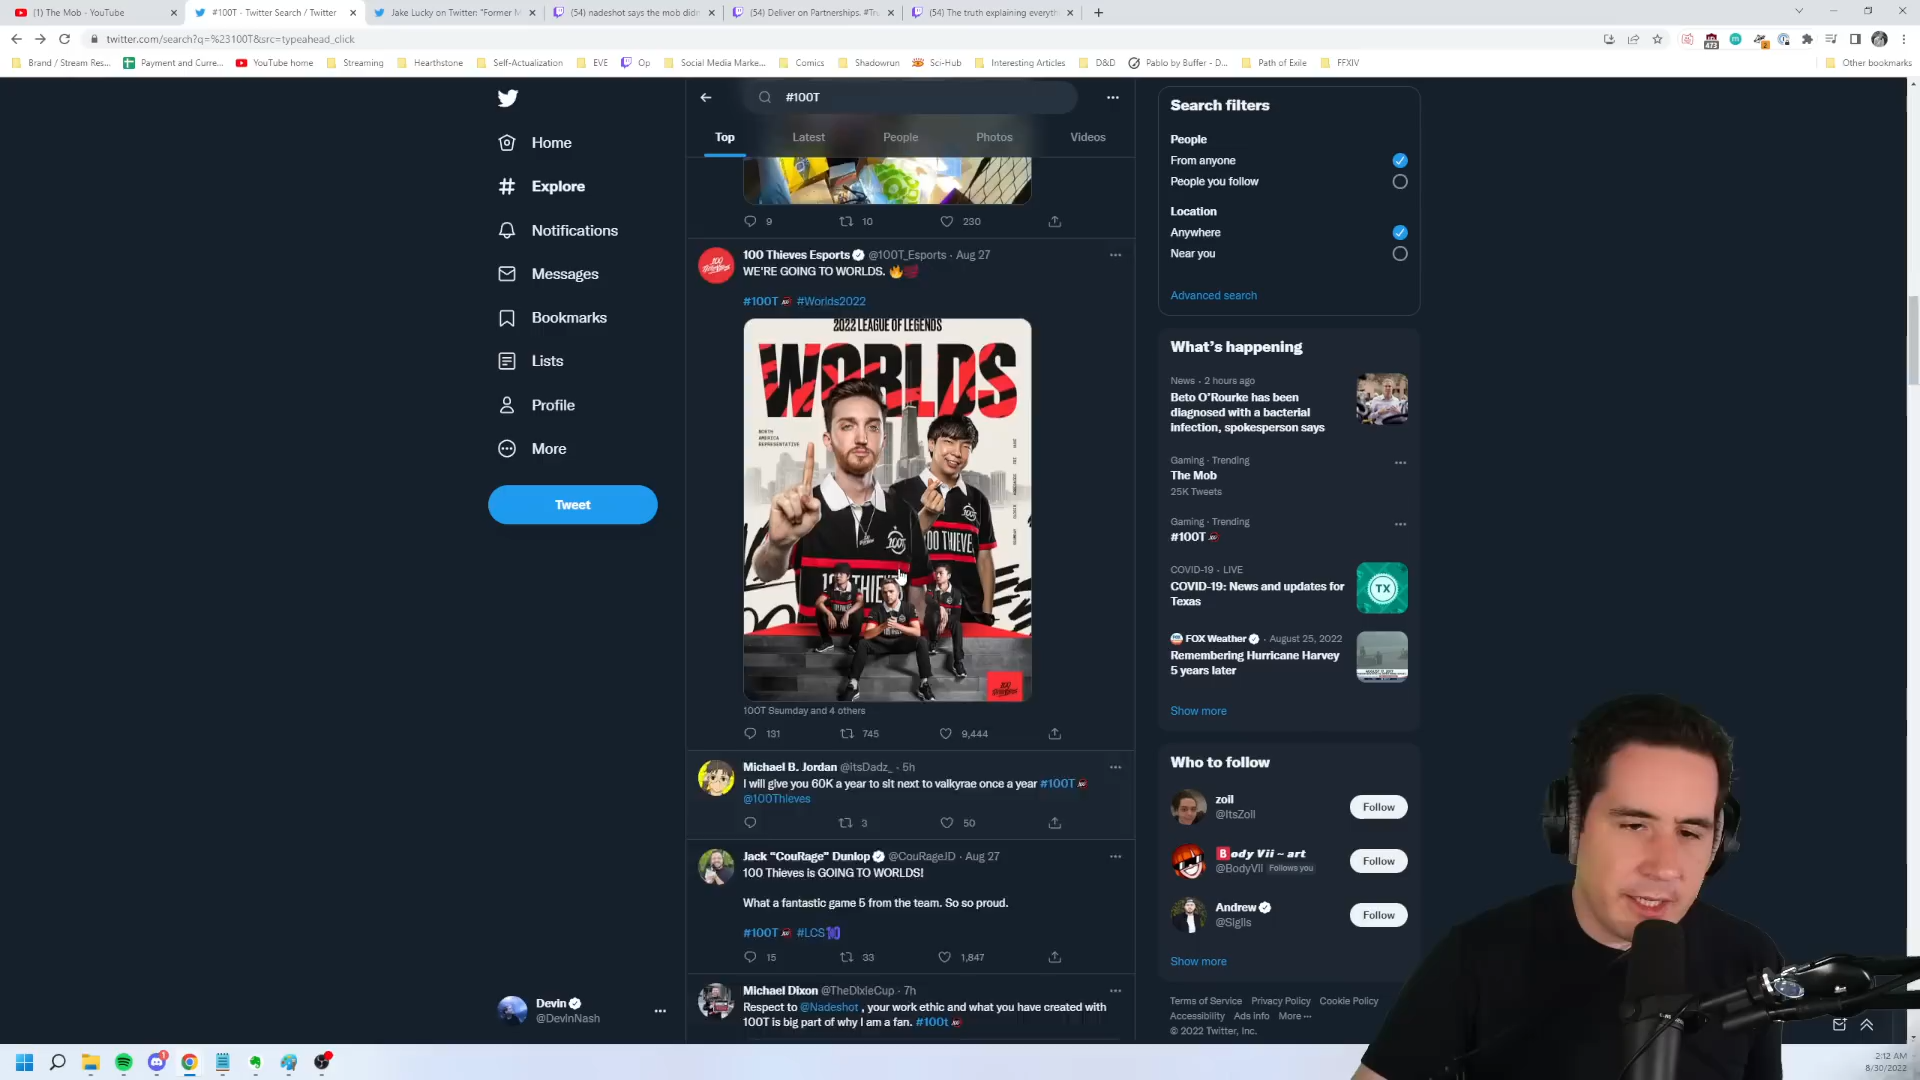 (1) The Mob - YouTube
#100T - Twitter Search / Twitter
Jake Lucky on Twitter: "Former M
(54) nadeshot says the mob didn
(54) Deliver on Partnerships. #Tru
(54) The truth explaining everyth
twitter.com/search?q=%23100T&src=typeahead_click
473
Brand / Stream Res...
Payment and Curre...
YouTube home
Streaming
Hearthstone
Self-Actualization
EVE
Op
Social Media Marke...
Comics
Shadowrun
Sci-Hub
Interesting Articles
D&D
Pablo by Buffer - D...
Path of Exile
FFXIV
Other bookmarks
Home
Explore
Notifications
Messages
Bookmarks
Lists
Profile
More
Tweet
Devin
@DevinNash
#100T
Top
Latest
People
Photos
Videos
9
10
230
100 Thieves Esports @100T_Esports · Aug 27
WE'RE GOING TO WORLDS.
#100T #Worlds2022
2022 LEAGUE OF LEGENDS
WORLDS
NORTH
AMERICA
REPRESENTATIVE
100T
100 THIEVES
100 THIE
100T Ssumday and 4 others
131
745
9,444
Michael B. Jordan @itsDadz_ · 5h
I will give you 60K a year to sit next to valkyrae once a year #100T
@100Thieves
3
50
Jack "CouRage" Dunlop @CouRageJD · Aug 27
100 Thieves is GOING TO WORLDS!
What a fantastic game 5 from the team. So so proud.
#100T #LCS
15
33
1,847
Michael Dixon @TheDixieCup · 7h
Respect to @Nadeshot , your work ethic and what you have created with
100T is big part of why I am a fan. #100t
Search filters
People
From anyone
People you follow
Location
Anywhere
Near you
Advanced search
What's happening
News · 2 hours ago
Beto O'Rourke has been
diagnosed with a bacterial
infection, spokesperson says
Gaming · Trending
The Mob
25K Tweets
Gaming · Trending
#100T
COVID-19 · LIVE
COVID-19: News and updates for
Texas
TX
FOX Weather · August 25, 2022
Remembering Hurricane Harvey
5 years later
Show more
Who to follow
zoil
@ItsZoil
Follow
Body Vii ~ art
@BodyVii Follows you
Follow
Andrew
@Sigils
Follow
Show more
Terms of Service Privacy Policy Cookie Policy
Accessibility Ads info More ···
© 2022 Twitter, Inc.
2:12 AM
8/30/2022